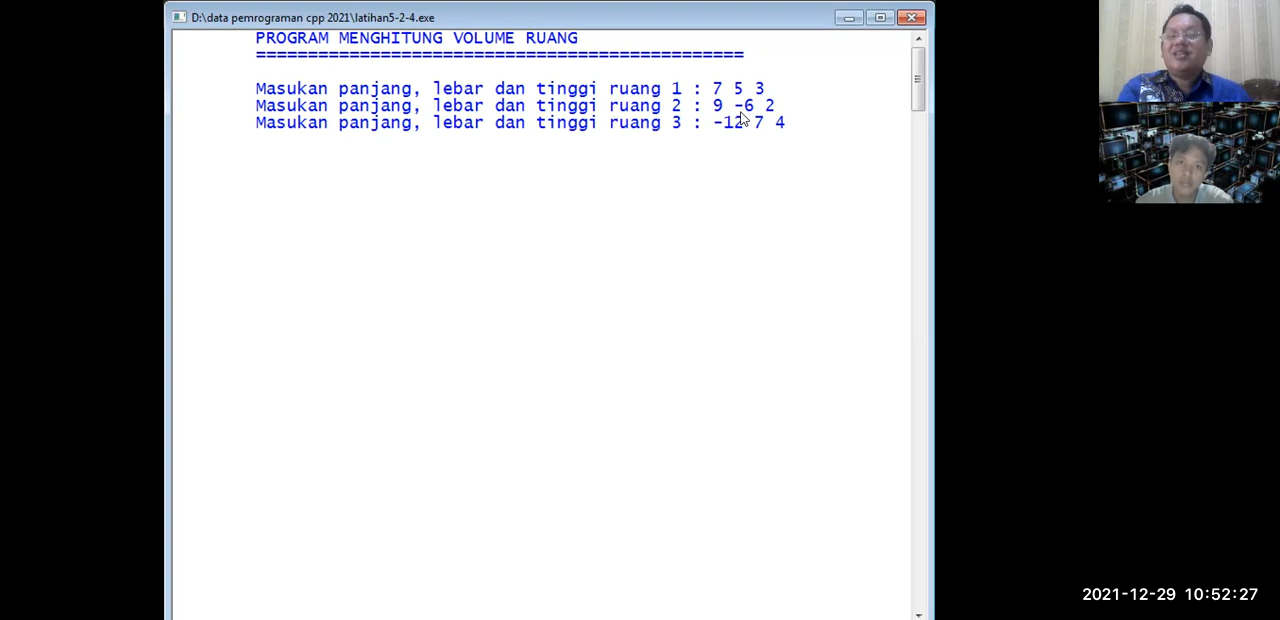 D:\data pemrograman cpp 2021\latihan5-2-4.exe
PROGRAM MENGHITUNG VOLUME RUANG
===============================================
Masukan panjang, lebar dan tinggi ruang 1 : 7 5 3
Masukan panjang, lebar dan tinggi ruang 2 : 9 -6 2
Masukan panjang, lebar dan tinggi ruang 3 : -12 7 4
2021-12-29 10:52:27